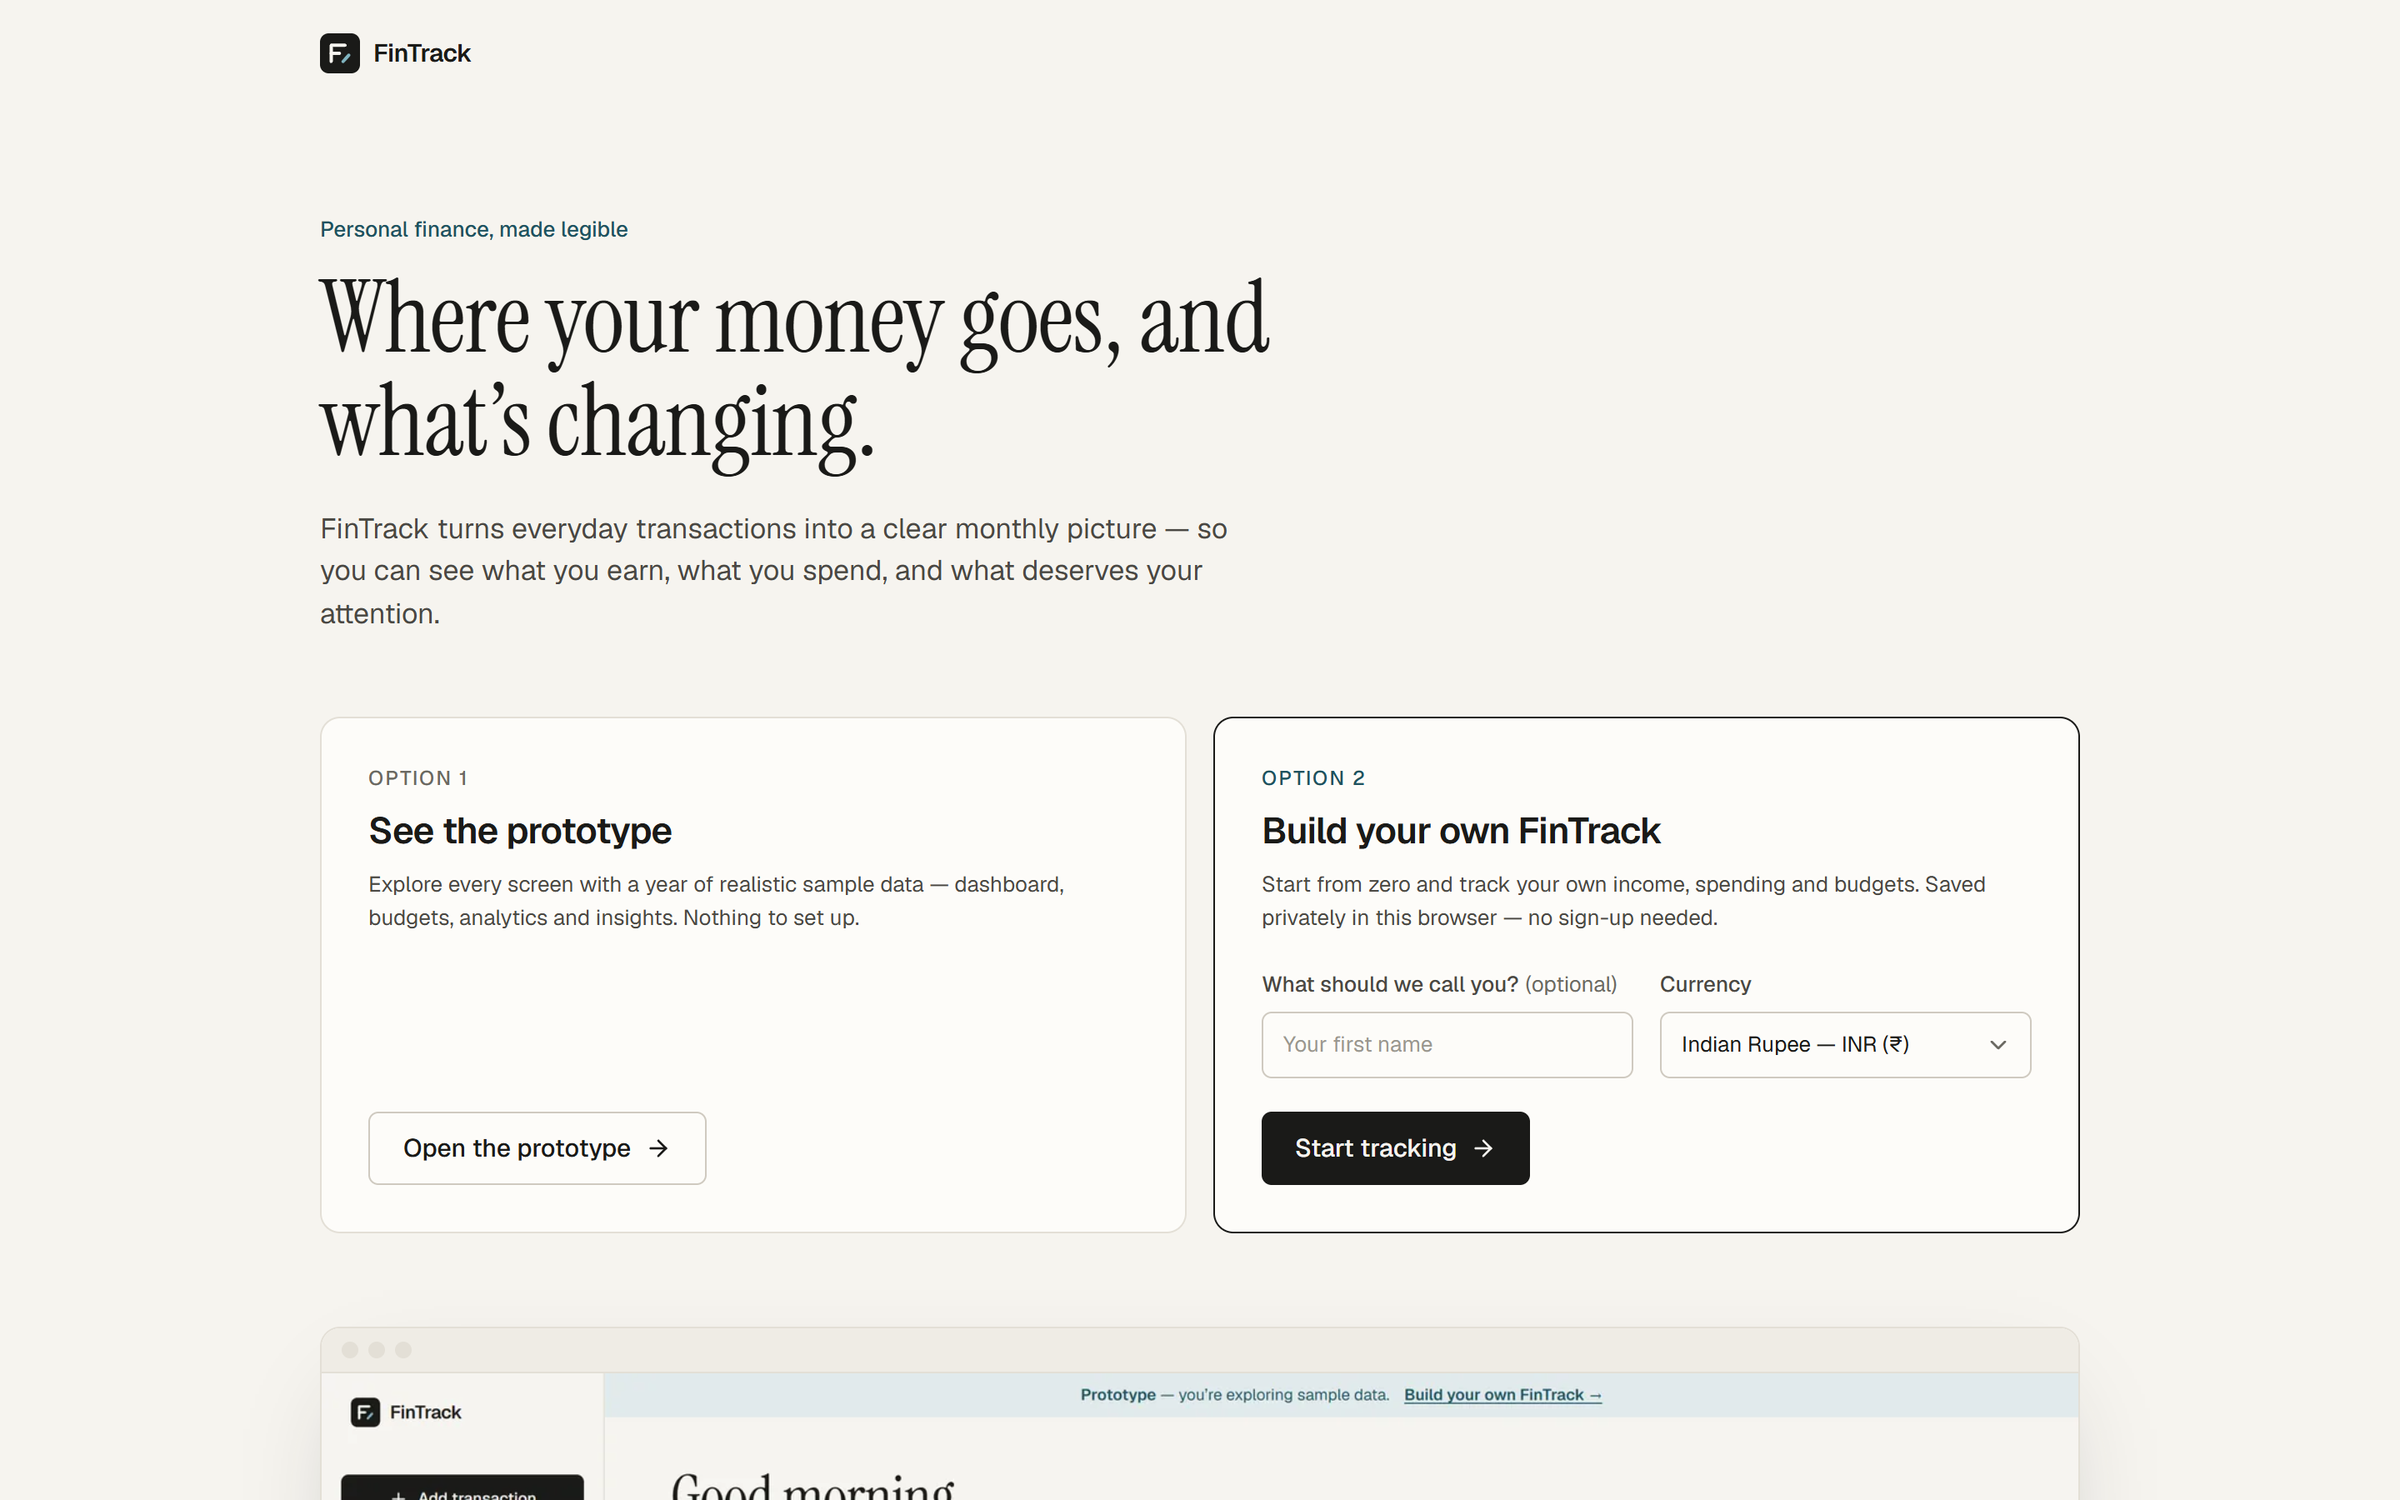 FinTrack
Personal finance, made legible
Where your money goes, and
what’s changing.
FinTrack turns everyday transactions into a clear monthly picture — so
you can see what you earn, what you spend, and what deserves your
attention.
OPTION 1
See the prototype
Explore every screen with a year of realistic sample data — dashboard,
budgets, analytics and insights. Nothing to set up.
Open the prototype →
OPTION 2
Build your own FinTrack
Start from zero and track your own income, spending and budgets. Saved
privately in this browser — no sign-up needed.
What should we call you? (optional)
Currency
Your first name
Indian Rupee — INR (₹)
Start tracking →
FinTrack
Prototype — you’re exploring sample data. Build your own FinTrack →
Good morning
+ Add transaction